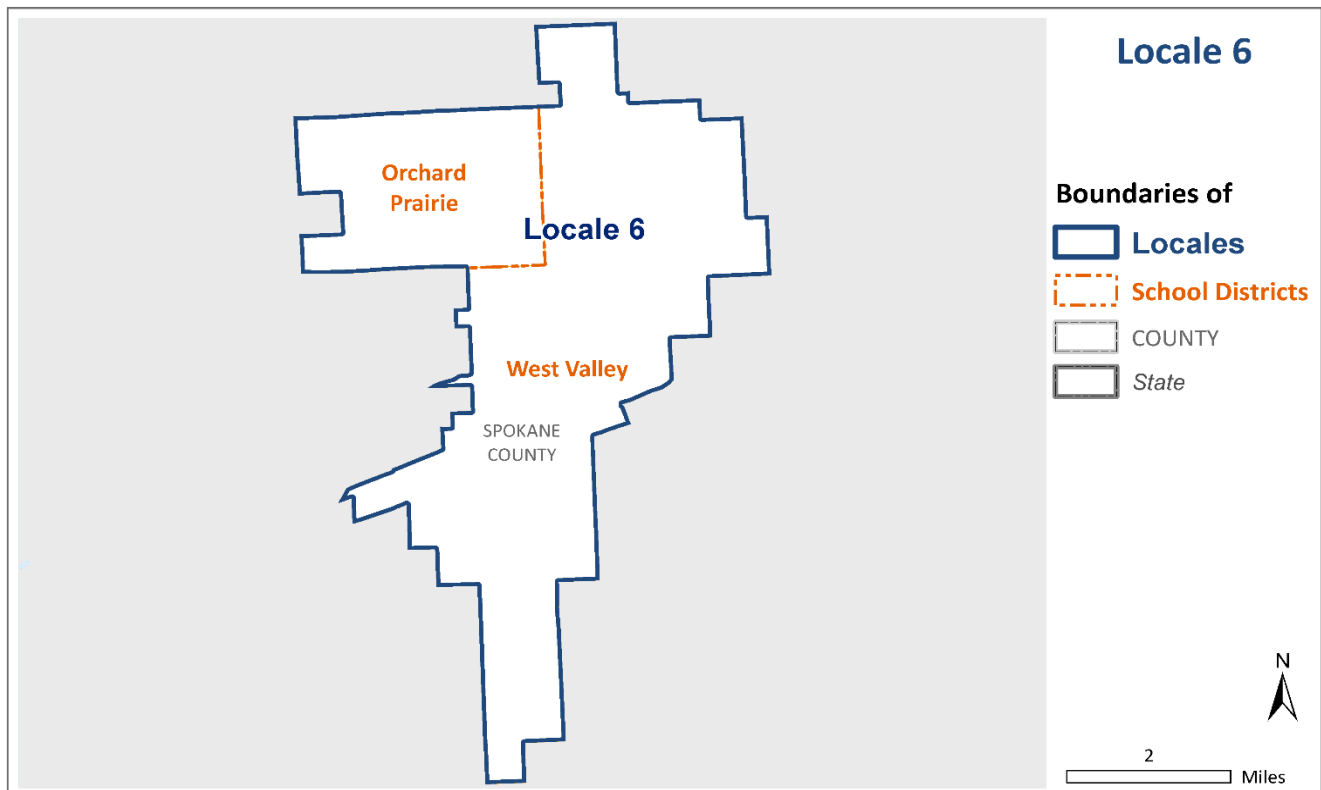 Locale 6
Orchard
Prairie
Locale 6
West Valley
SPOKANE
COUNTY
Boundaries of
Locales
School Districts
COUNTY
State
N
2
Miles